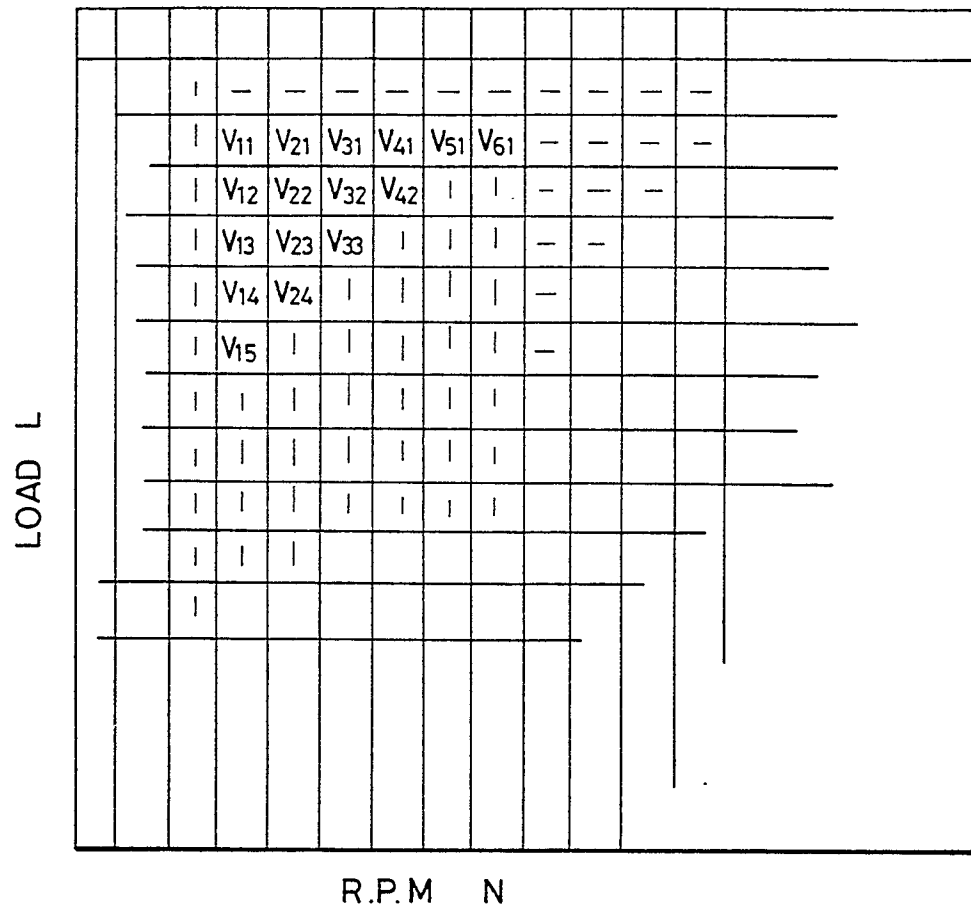 | — — — — — — — — — —
| V11 V21 V31 V41 V51 V61 — — — —
| V12 V22 V32 V42 | | — — —
| V13 V23 V33 | | | — —
| V14 V24 | | | | —
| V15 | | | | | —
| | | | | | |
| | | | | | |
| | | | | | |
| | |
|
LOAD L
R.P.M N